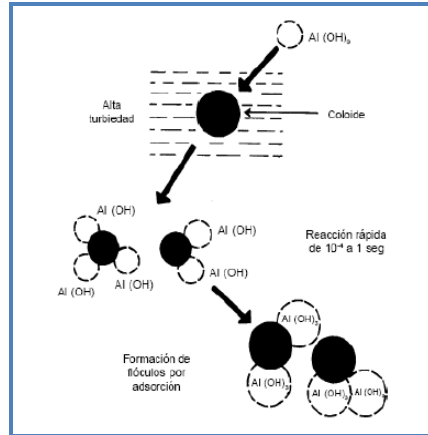 Al (OH)₃
Alta
turbiedad
Coloide
Al (OH)
Al (OH)
Al (OH)
Al (OH)
Al (OH)
Reacción rápida
de 10⁻⁴ a 1 seg
Al (OH)₃
Formación de
flóculos por
adsorción
Al (OH)₃
Al (OH)₃
Al (OH)₃